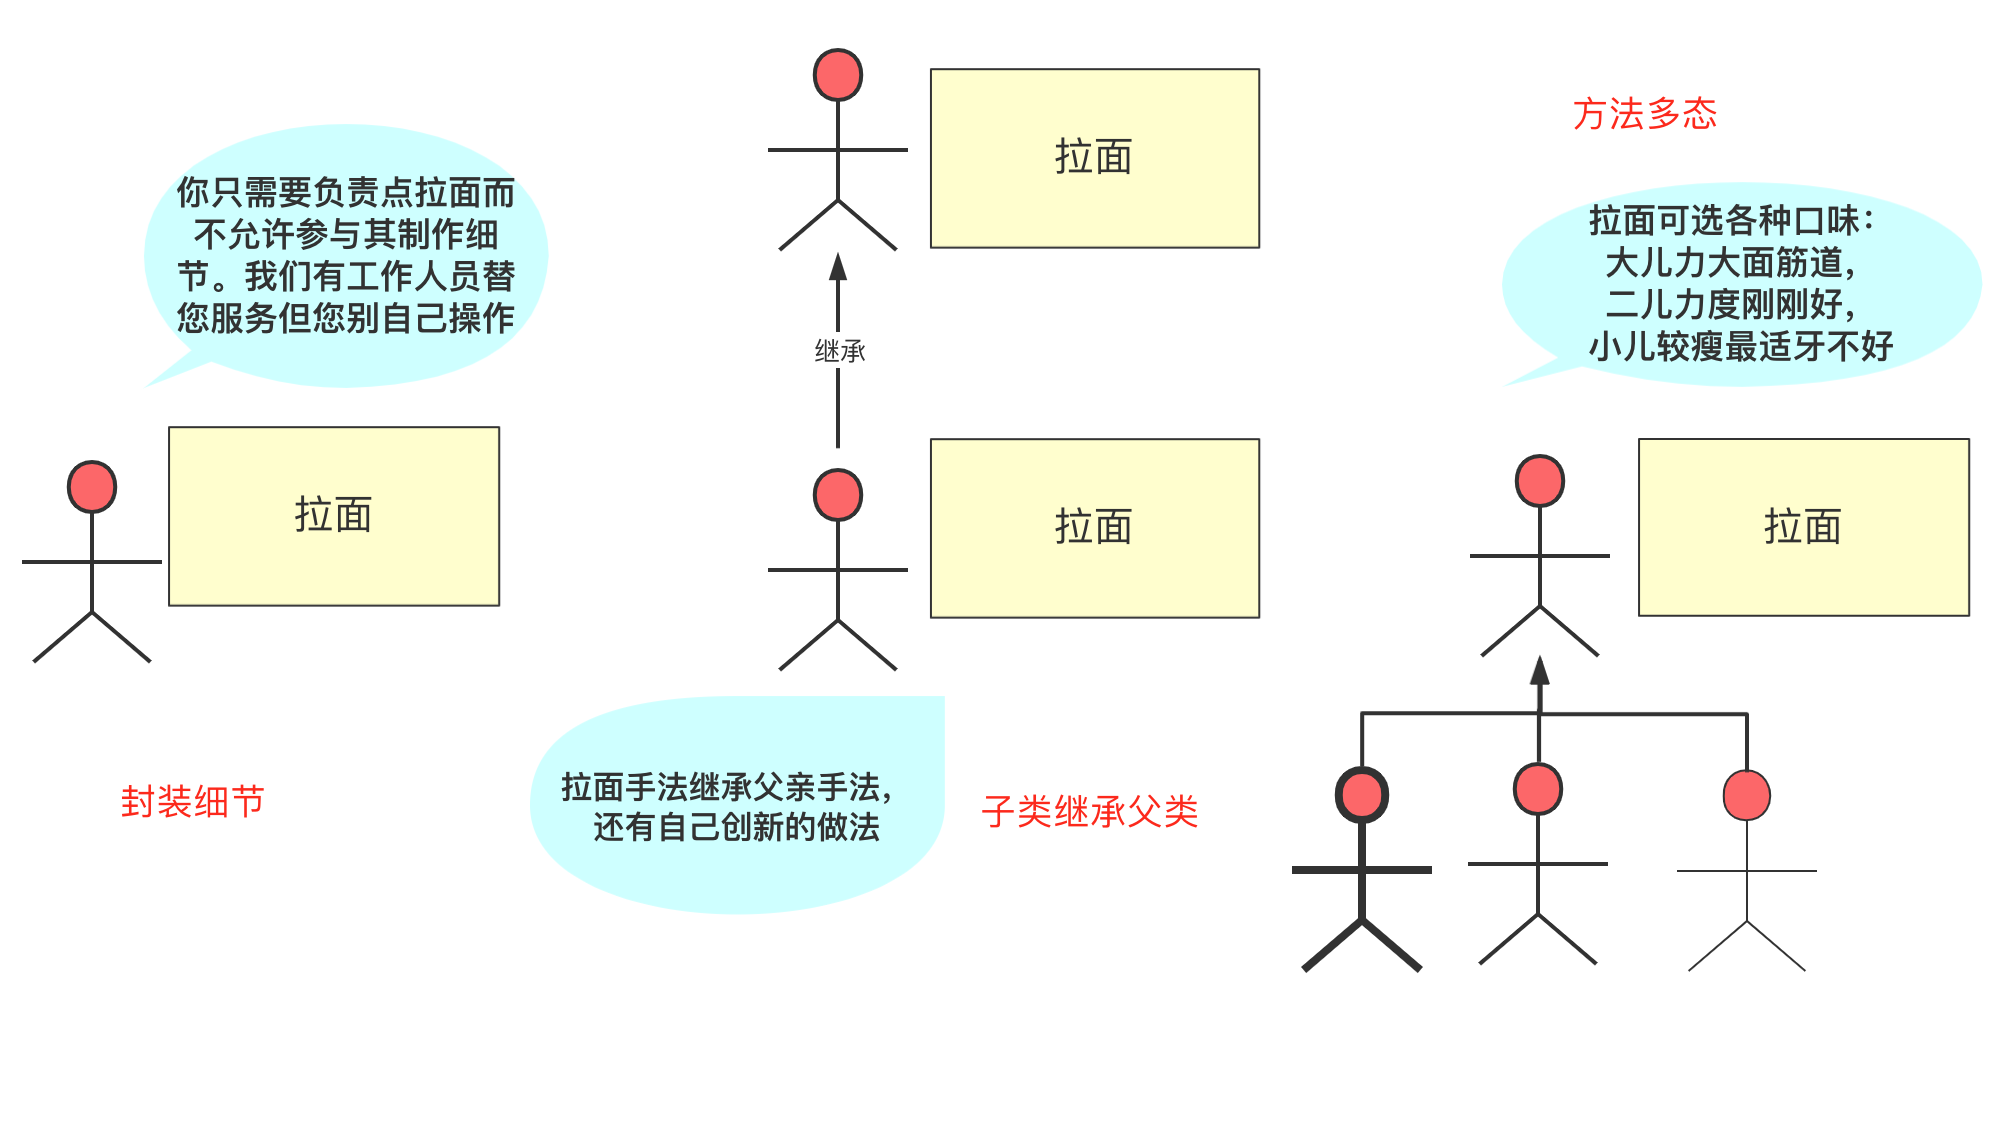 你只需要负责点拉面而
不允许参与其制作细
节。我们有工作人员替
您服务但您别自己操作
拉面
封装细节
拉面
继承
拉面
拉面手法继承父亲手法，
还有自己创新的做法
子类继承父类
方法多态
拉面可选各种口味：
大儿力大面筋道，
二儿力度刚刚好，
小儿较瘦最适牙不好
拉面